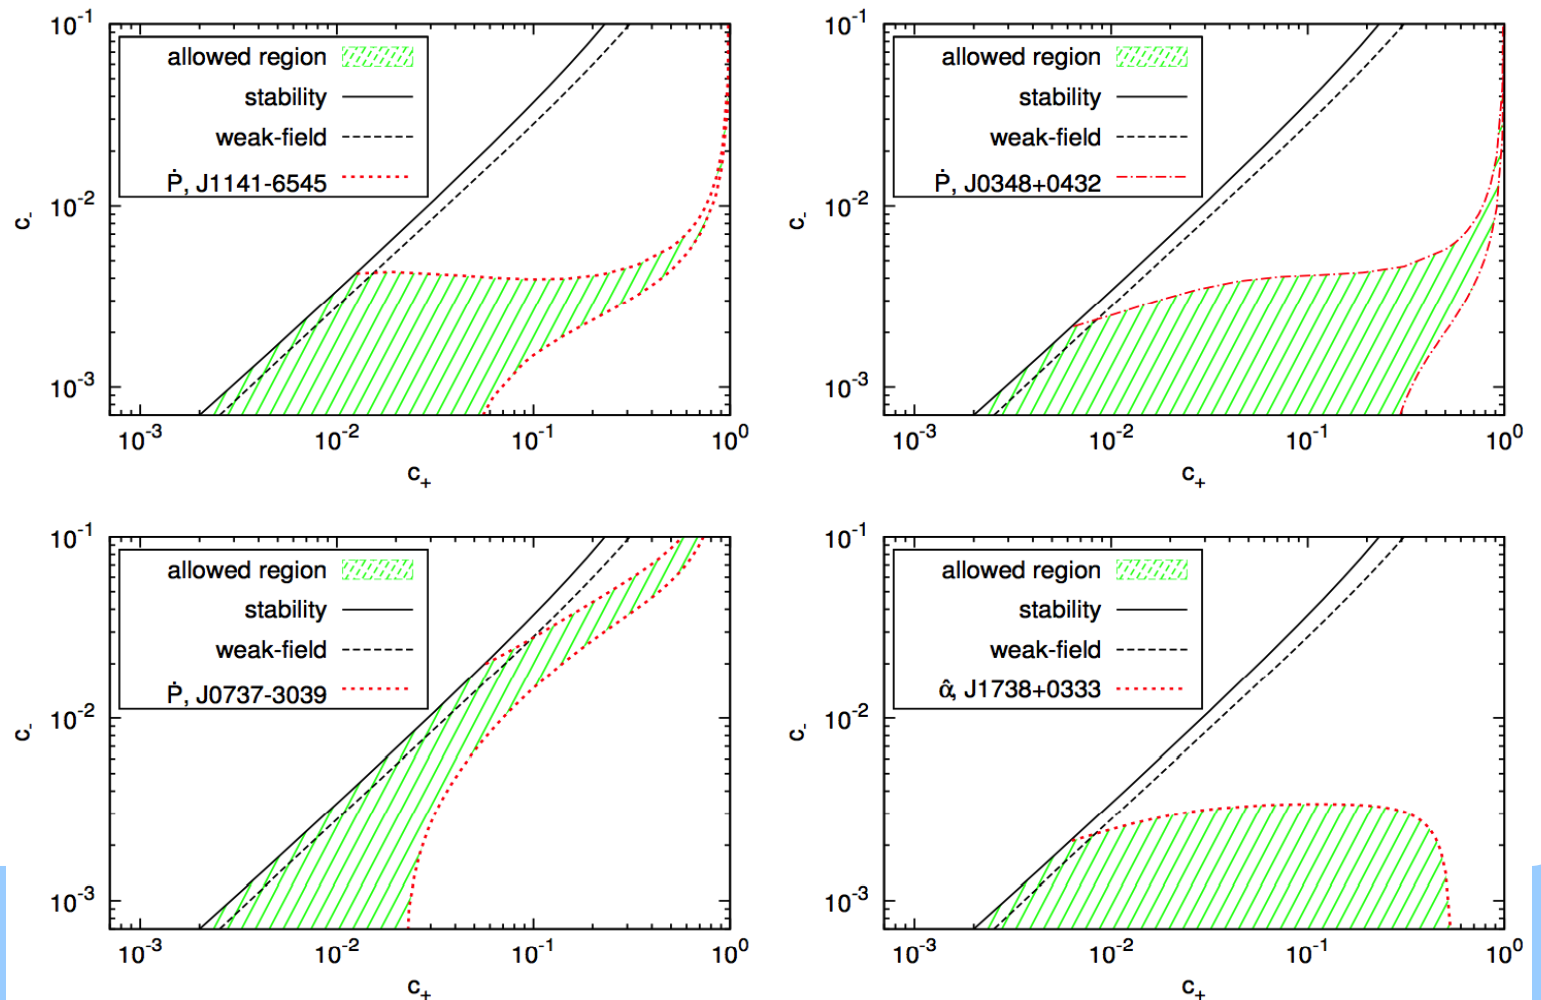 10⁻¹
allowed region
stability
weak-field
Ṗ, J1141-6545
10⁻²
c₋
10⁻³
10⁻³ 10⁻² 10⁻¹ 10⁰
c₊
10⁻¹
allowed region
stability
weak-field
Ṗ, J0348+0432
10⁻²
c₋
10⁻³
10⁻³ 10⁻² 10⁻¹ 10⁰
c₊
10⁻¹
allowed region
stability
weak-field
Ṗ, J0737-3039
10⁻²
c₋
10⁻³
10⁻³ 10⁻² 10⁻¹ 10⁰
c₊
10⁻¹
allowed region
stability
weak-field
α̂, J1738+0333
10⁻²
c₋
10⁻³
10⁻³ 10⁻² 10⁻¹ 10⁰
c₊